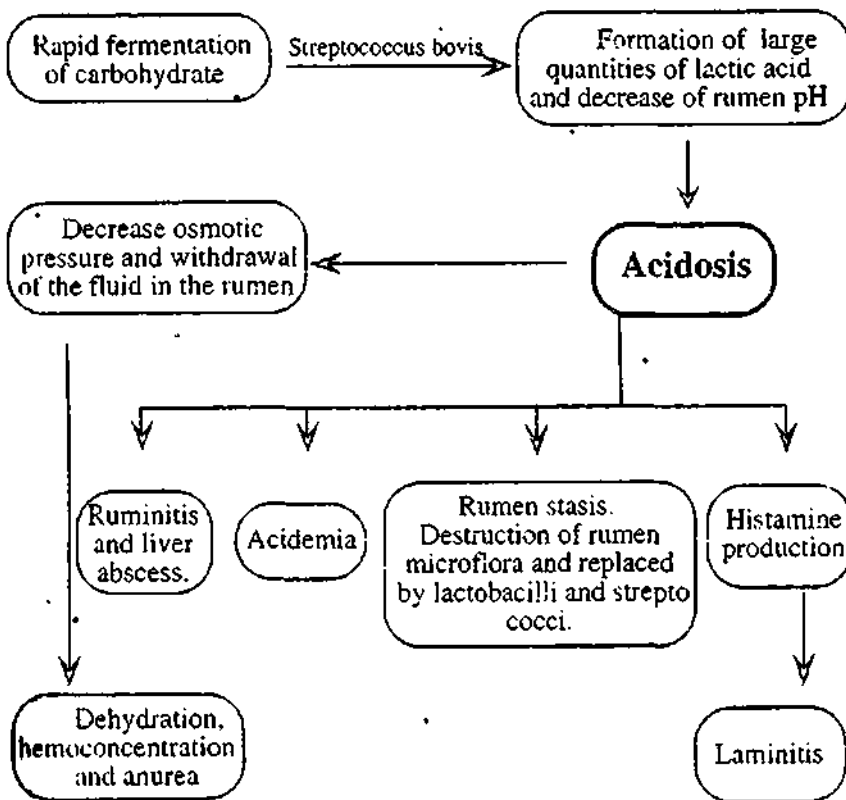 Rapid fermentation
of carbohydrate
Streptococcus bovis
Formation of large
quantities of lactic acid
and decrease of rumen pH
Acidosis
Decrease osmotic
pressure and withdrawal
of the fluid in the rumen
Ruminitis
and liver
abscess.
Acidemia
Rumen stasis.
Destruction of rumen
microflora and replaced
by lactobacilli and strepto
cocci.
Histamine
production
Dehydration,
hemoconcentration
and anurea
Laminitis